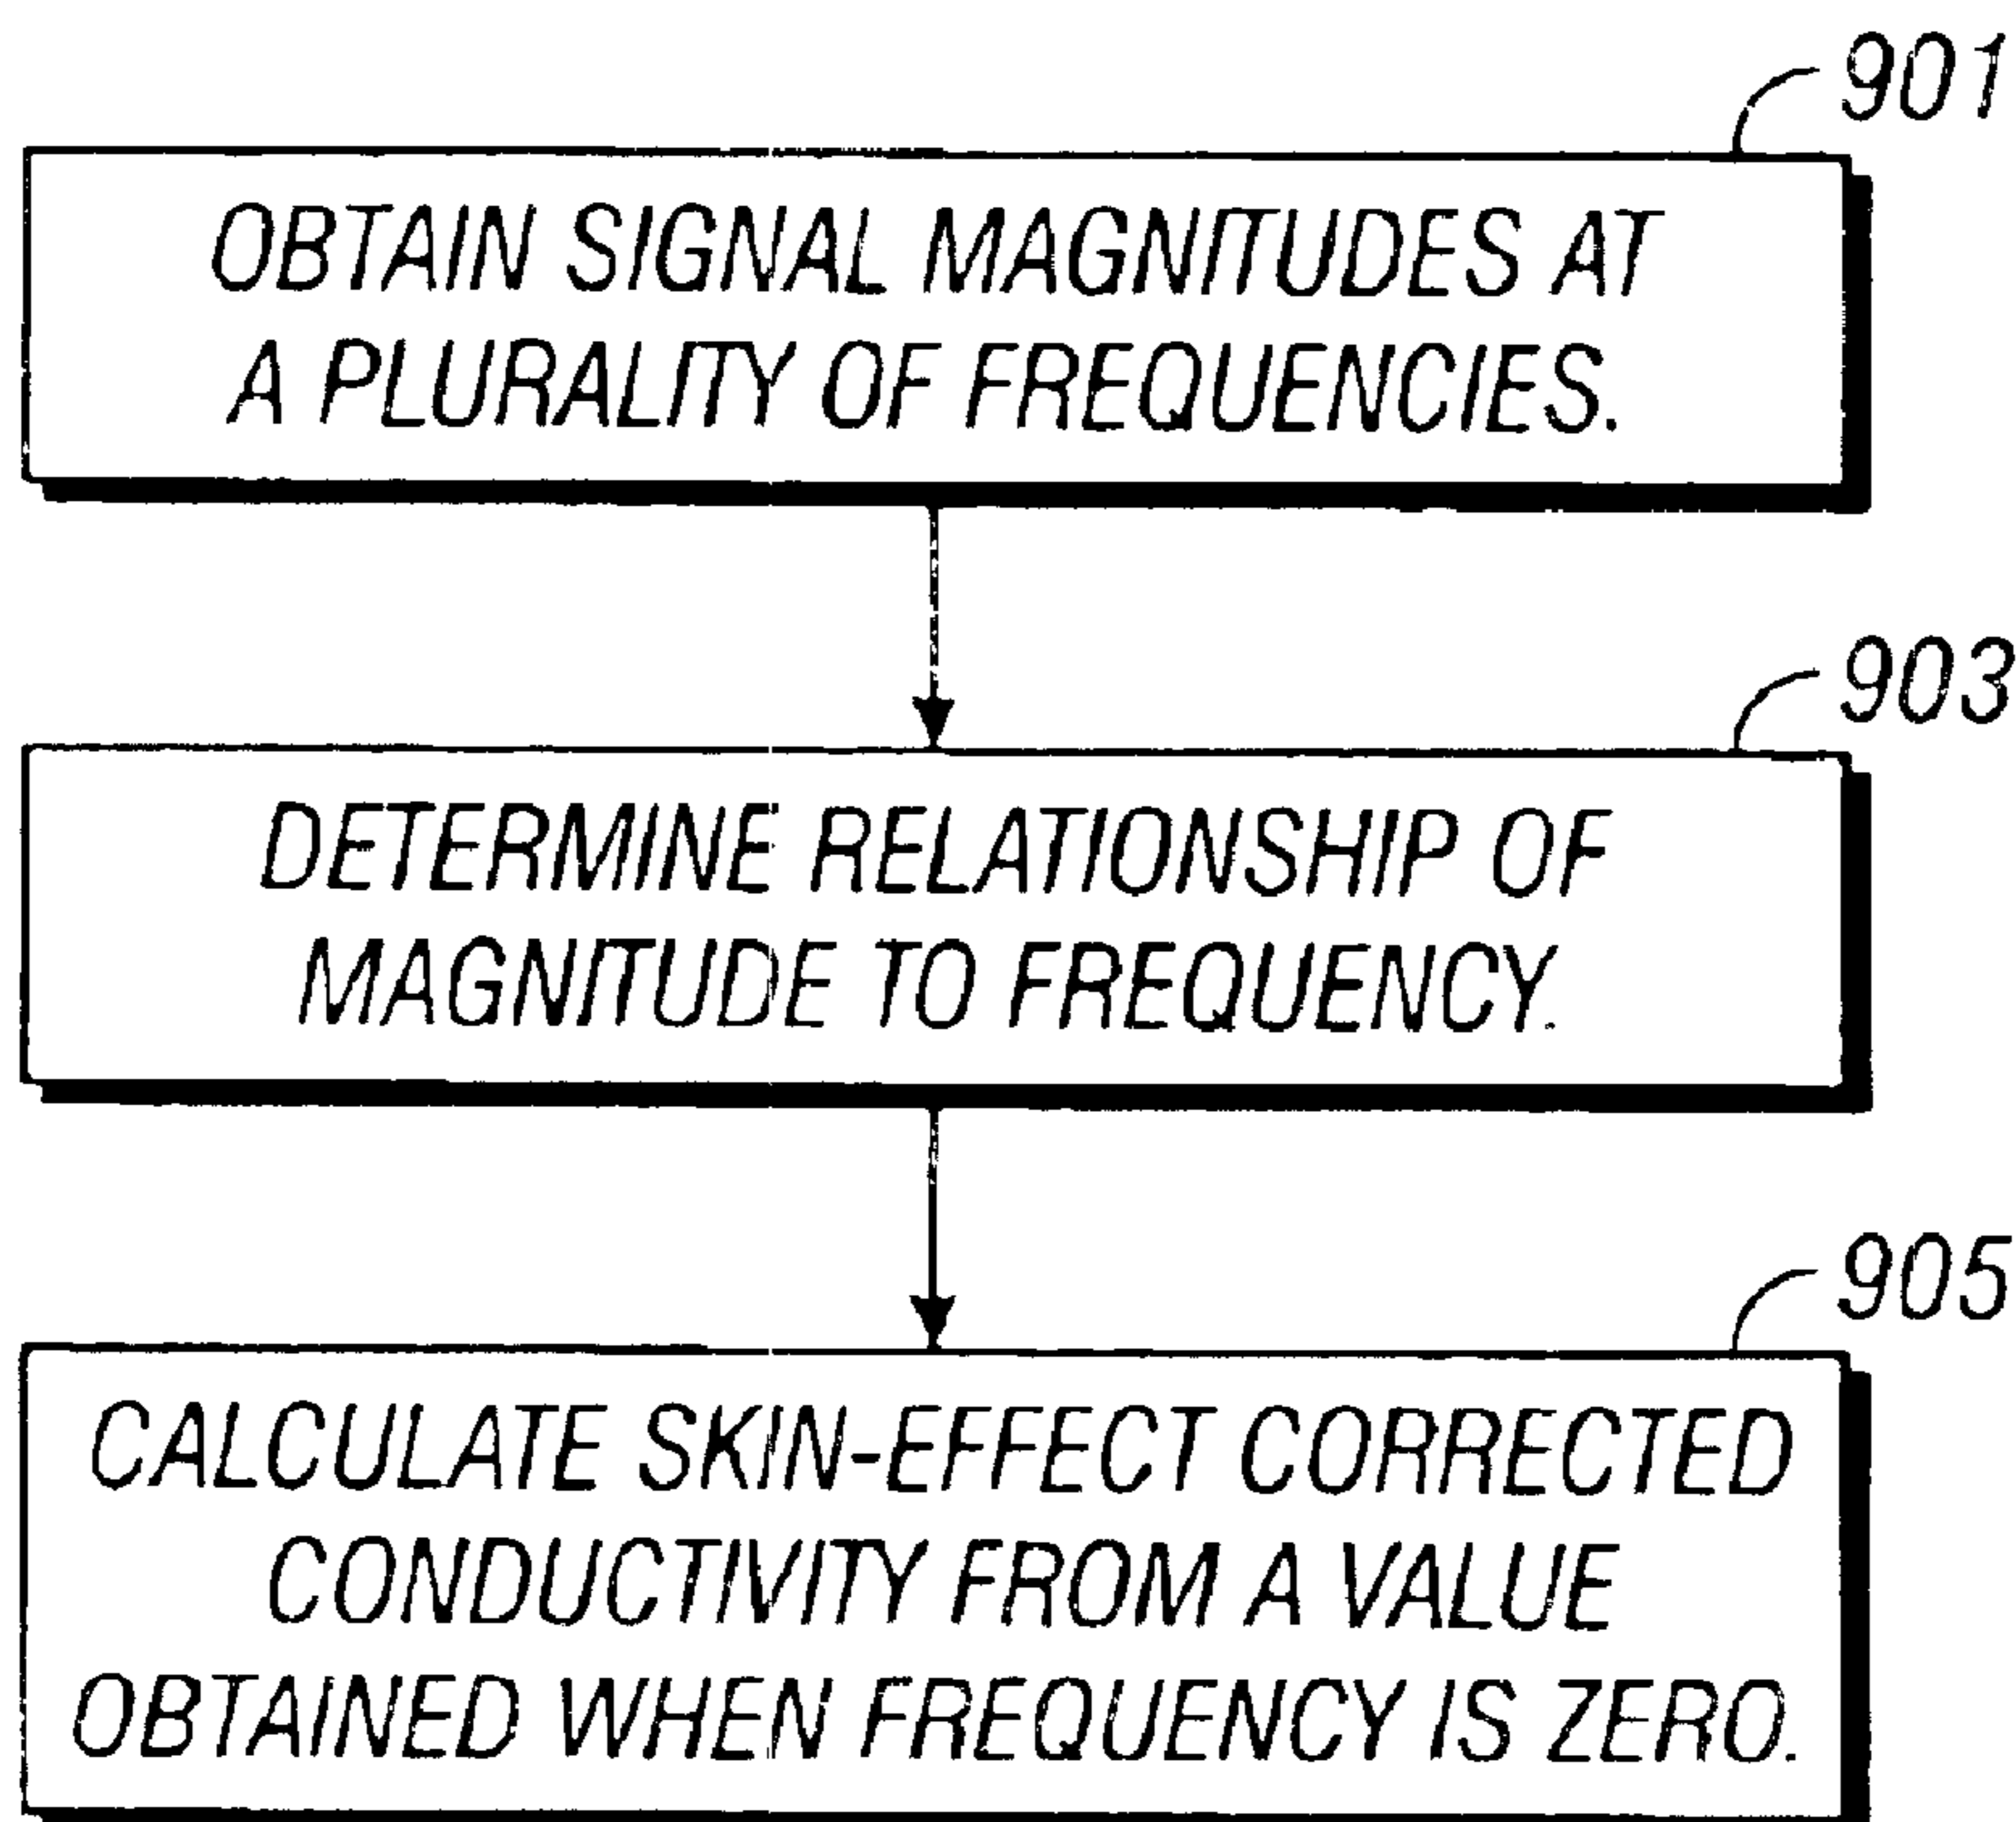 901
OBTAIN SIGNAL MAGNITUDES AT
A PLURALITY OF FREQUENCIES.
903
DETERMINE RELATIONSHIP OF
MAGNITUDE TO FREQUENCY.
905
CALCULATE SKIN-EFFECT CORRECTED
CONDUCTIVITY FROM A VALUE
OBTAINED WHEN FREQUENCY IS ZERO.